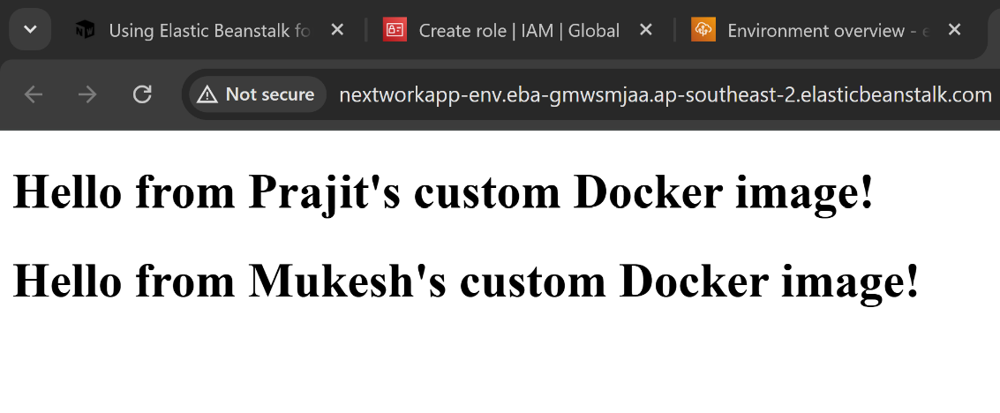 Using Elastic Beanstalk fo
Create role | IAM | Global
Environment overview - e
Not secure
nextworkapp-env.eba-gmwsmjaa.ap-southeast-2.elasticbeanstalk.com
Hello from Prajit's custom Docker image!
Hello from Mukesh's custom Docker image!